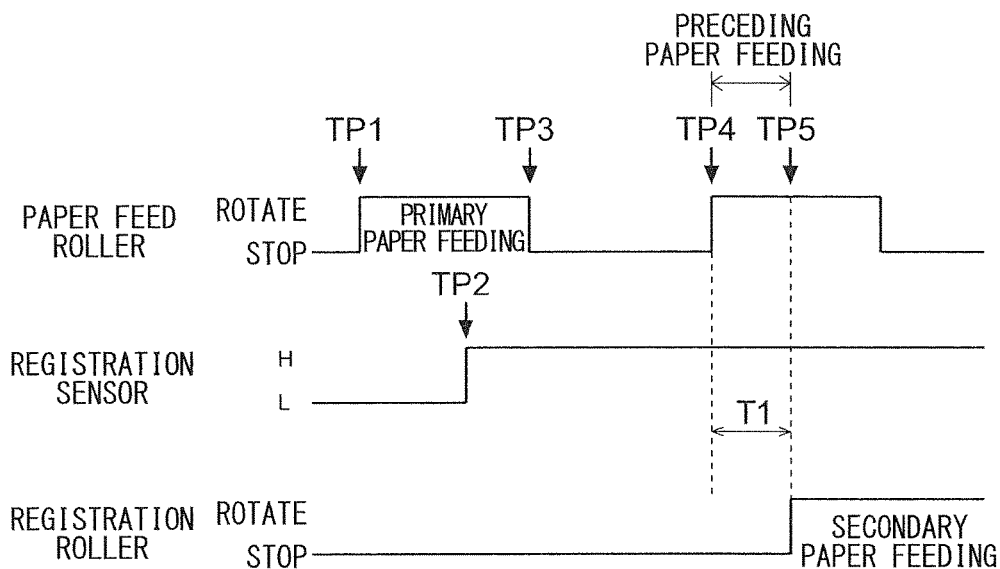 PRECEDING
PAPER FEEDING
TP1
TP3
TP4
TP5
PAPER FEED
ROLLER
ROTATE
STOP
PRIMARY
PAPER FEEDING
TP2
REGISTRATION
SENSOR
H
L
T1
REGISTRATION
ROLLER
ROTATE
STOP
SECONDARY
PAPER FEEDING